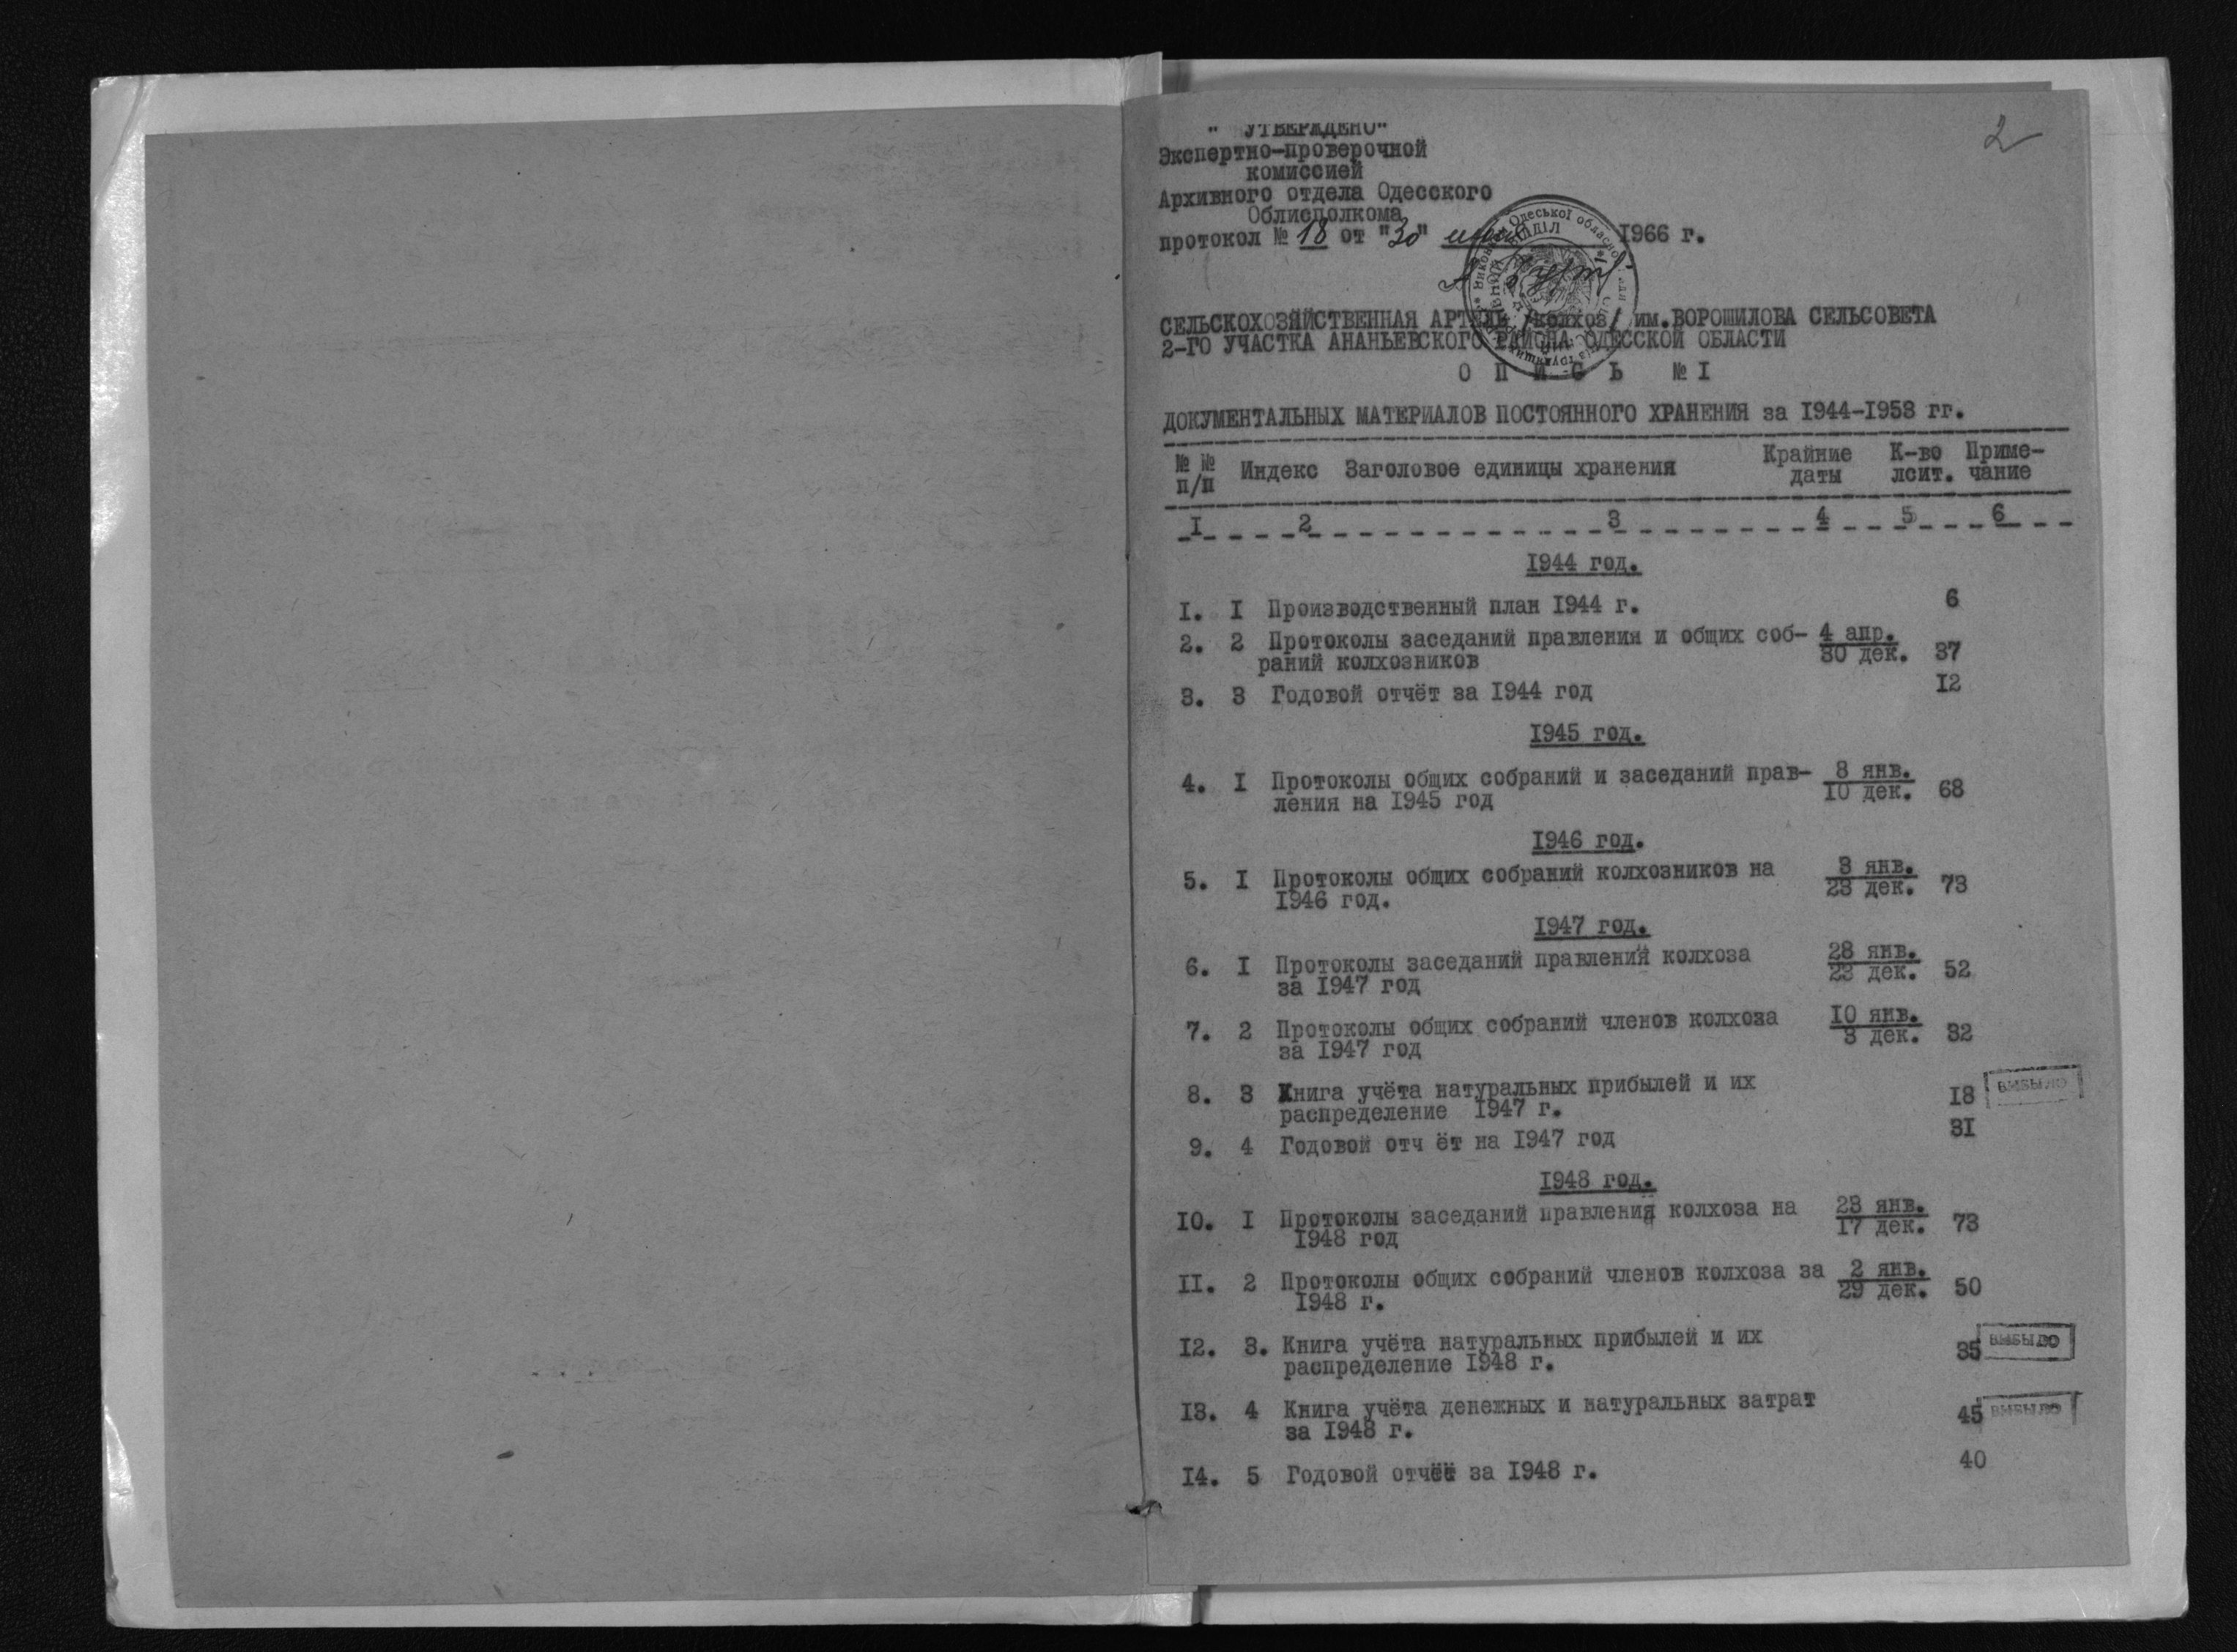 2
" УТВЕРЖДЕНО"
Экспертно-проверочной
комиссией
Архивного отдела Одесского
Облисполкома
протокол № 18 от "30" 1966 г.
СЕЛЬСКОХОЗЯЙСТВЕННАЯ АРТЕЛЬ /колхоз/ им.ВОРОШИЛОВА СЕЛЬСОВЕТА
2-ГО УЧАСТКА АНАНЬЕВСКОГО РАЙОНА ОДЕССКОЙ ОБЛАСТИ
О П И С Ь № I
ДОКУМЕНТАЛЬНЫХ МАТЕРИАЛОВ ПОСТОЯННОГО ХРАНЕНИЯ за I944-I953 гг.
№ № п/п Индекс Заголовое единицы хранения Крайние даты К-во лсит. Приме-чание
I 2 3 4 5 6
I944 год.
I. I Производственный план I944 г. 6
2. 2 Протоколы заседаний правления и общих соб- 4 апр.
раний колхозников 30 дек. 37
3. 3 Годовой отчёт за I944 год I2
I945 год.
4. I Протоколы общих собраний и заседаний прав- 8 янв.
ления на I945 год I0 дек. 68
I946 год.
5. I Протоколы общих собраний колхозников на 3 янв.
I946 год. 23 дек. 73
I947 год.
6. I Протоколы заседаний правлений колхоза 28 янв.
за I947 год 23 дек. 52
7. 2 Протоколы общих собраний членов колхоза I0 янв.
за I947 год 3 дек. 32
8. 3 Книга учёта натуральных прибылей и их
распределение I947 г. I8 ВЫБЫЛО
9. 4 Годовой отч ёт на I947 год 3I
I948 год.
I0. I Протоколы заседаний правления колхоза на 23 янв.
I948 год I7 дек. 73
II. 2 Протоколы общих собраний членов колхоза за 2 янв.
I948 г. 29 дек. 50
I2. 3. Книга учёта натуральных прибылей и их
распределение I948 г. 35 ВЫБЫЛО
I3. 4 Книга учёта денежных и натуральных затрат
за I948 г. 45 ВЫБЫЛО
I4. 5 Годовой отчёё за I948 г. 40